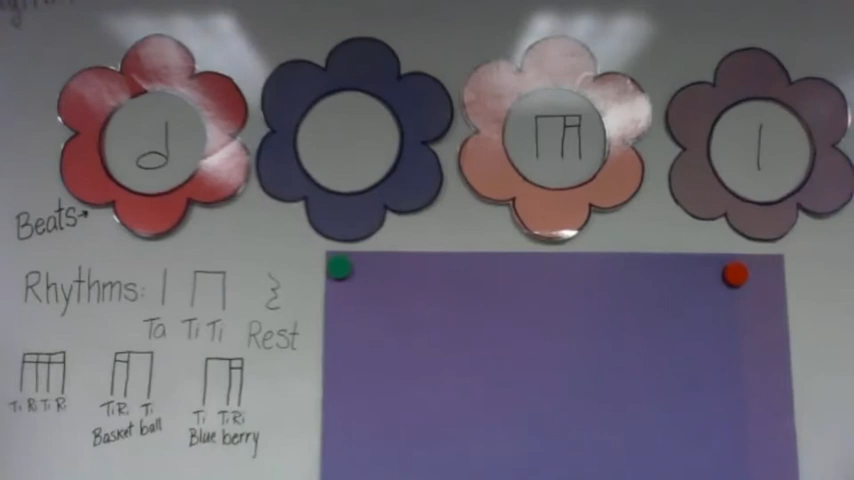 Beats→
Rhythms:
Ta Ti Ti Rest
Ti Ri Ti Ri
Ti Ri Ti
Basket ball
Ti Ti Ri
Blue berry